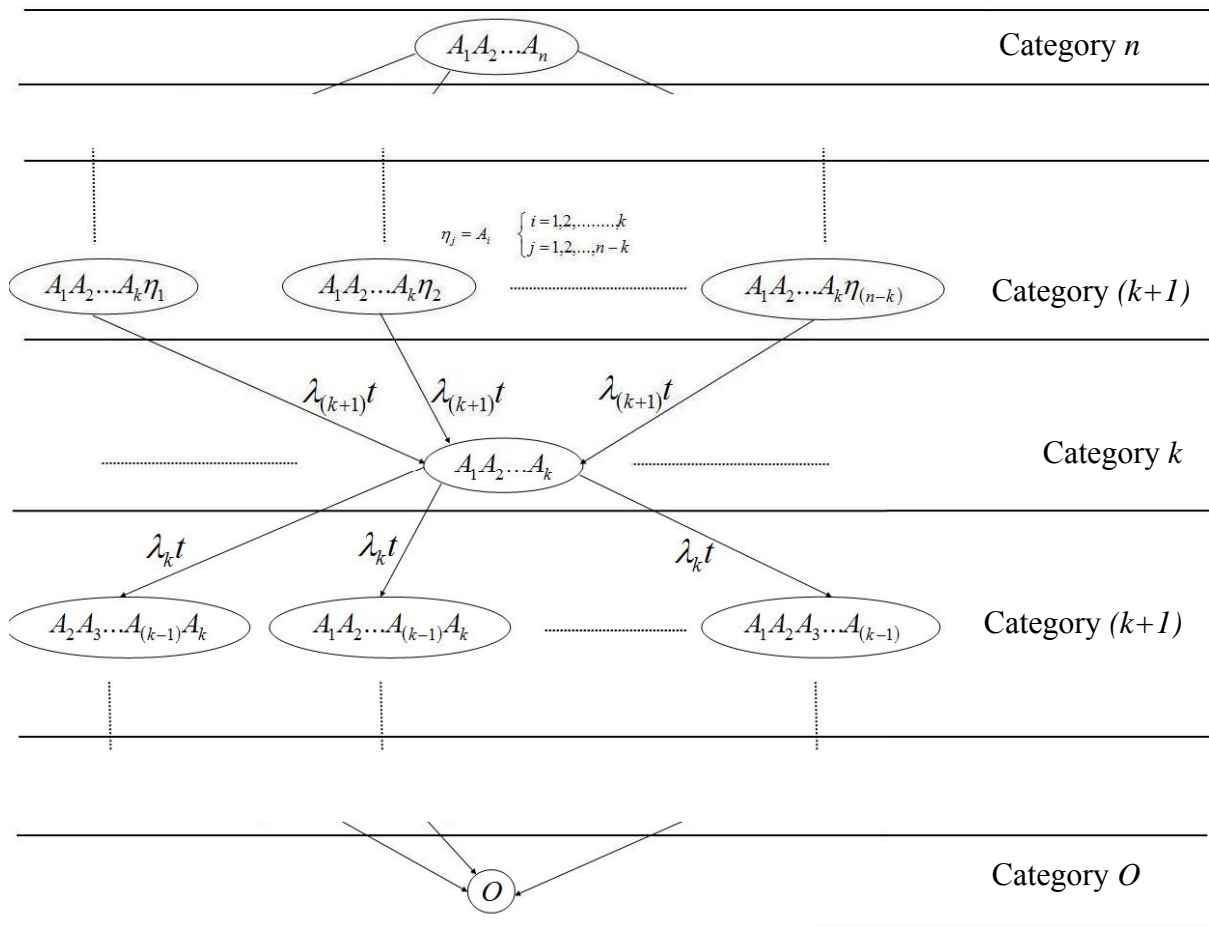 A₁A₂...Aₙ Category n
ηⱼ = Aᵢ { i = 1,2,........,k
j = 1,2,...,n−k
A₁A₂...Aₖη₁ A₁A₂...Aₖη₂ A₁A₂...Aₖη₍ₙ₋ₖ₎ Category (k+1)
λ₍ₖ₊₁₎t λ₍ₖ₊₁₎t λ₍ₖ₊₁₎t
A₁A₂...Aₖ Category k
λₖt λₖt λₖt
A₂A₃...A₍ₖ₋₁₎Aₖ A₁A₂...A₍ₖ₋₁₎Aₖ A₁A₂A₃...A₍ₖ₋₁₎ Category (k+1)
O Category O